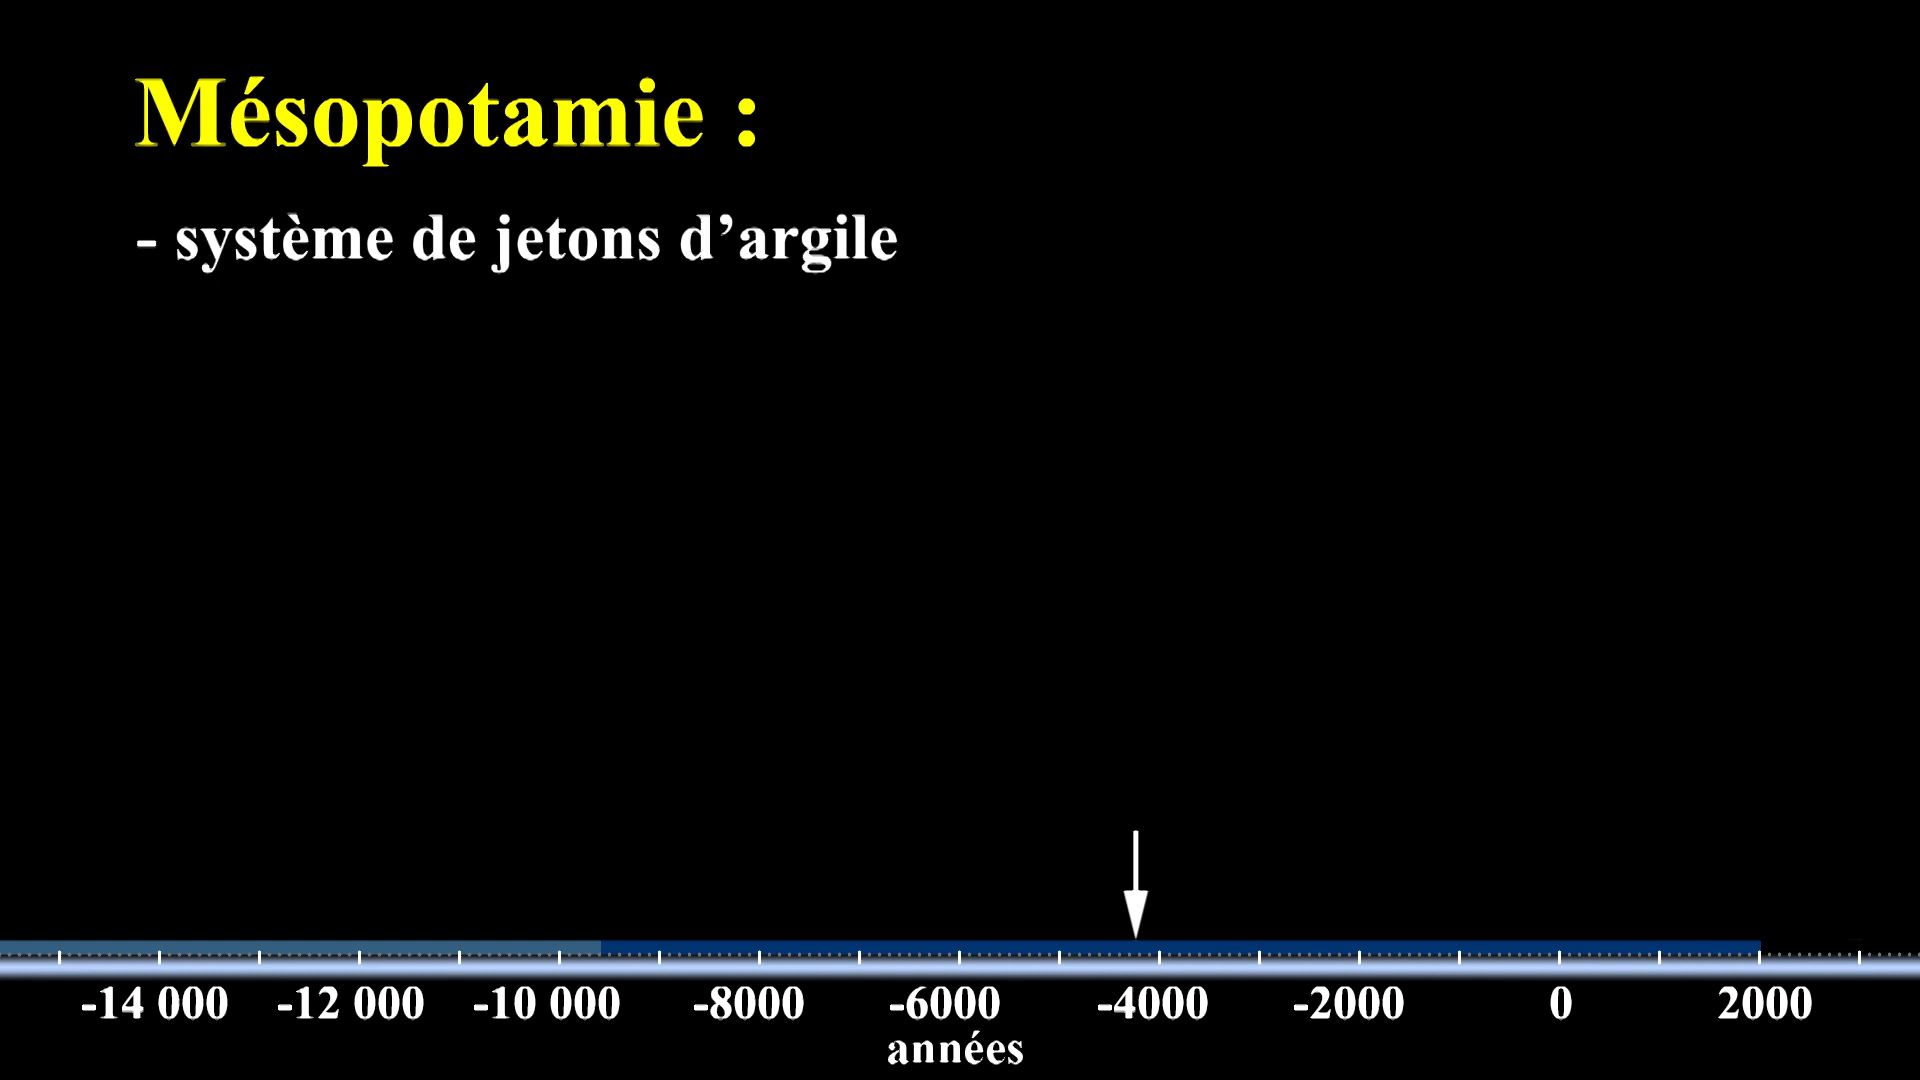 Mésopotamie :
- système de jetons d’argile
-14 000 -12 000 -10 000 -8000 -6000 -4000 -2000 0 2000
années